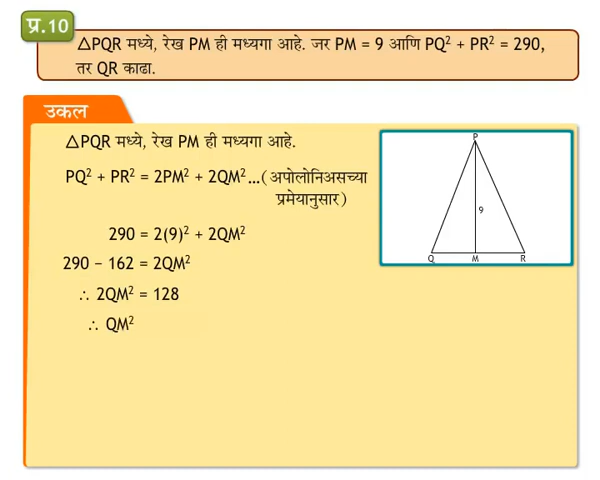 प्र.10
△PQR मध्ये, रेख PM ही मध्यगा आहे. जर PM = 9 आणि PQ² + PR² = 290,
तर QR काढा.
उकल
△PQR मध्ये, रेख PM ही मध्यगा आहे.
PQ² + PR² = 2PM² + 2QM²...(अपोलोनिअसच्या
प्रमेयानुसार)
290 = 2(9)² + 2QM²
290 – 162 = 2QM²
∴ 2QM² = 128
∴ QM²
P
9
Q M R